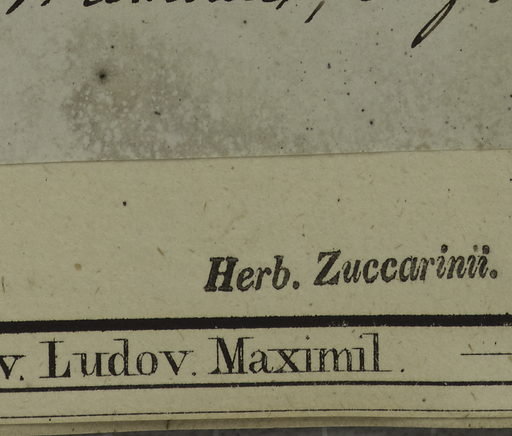 Herb. Zuccarinii.
v. Ludov. Maximil.